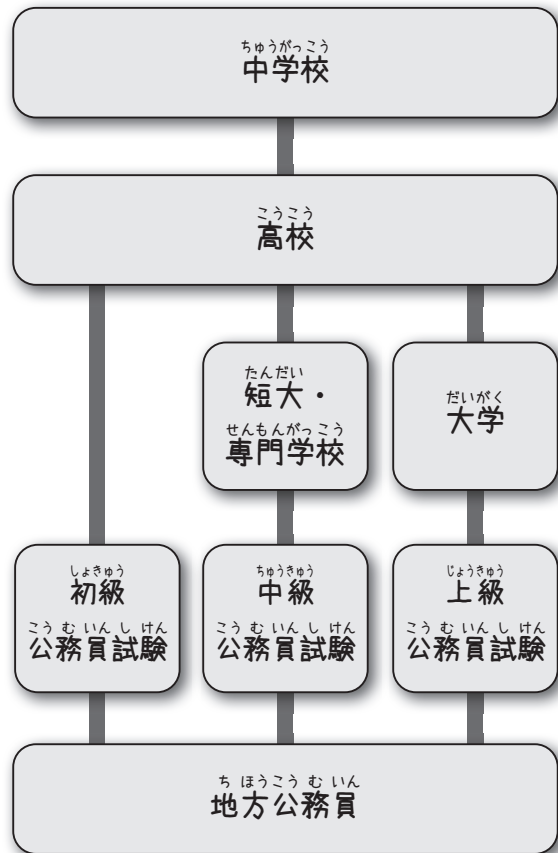 ちゅうがっこう
中学校
こうこう
高校
たんだい
短大・
せんもんがっこう
専門学校
だいがく
大学
しょきゅう
初級
こうむいんしけん
公務員試験
ちゅうきゅう
中級
こうむいんしけん
公務員試験
じょうきゅう
上級
こうむいんしけん
公務員試験
ちほうこうむいん
地方公務員